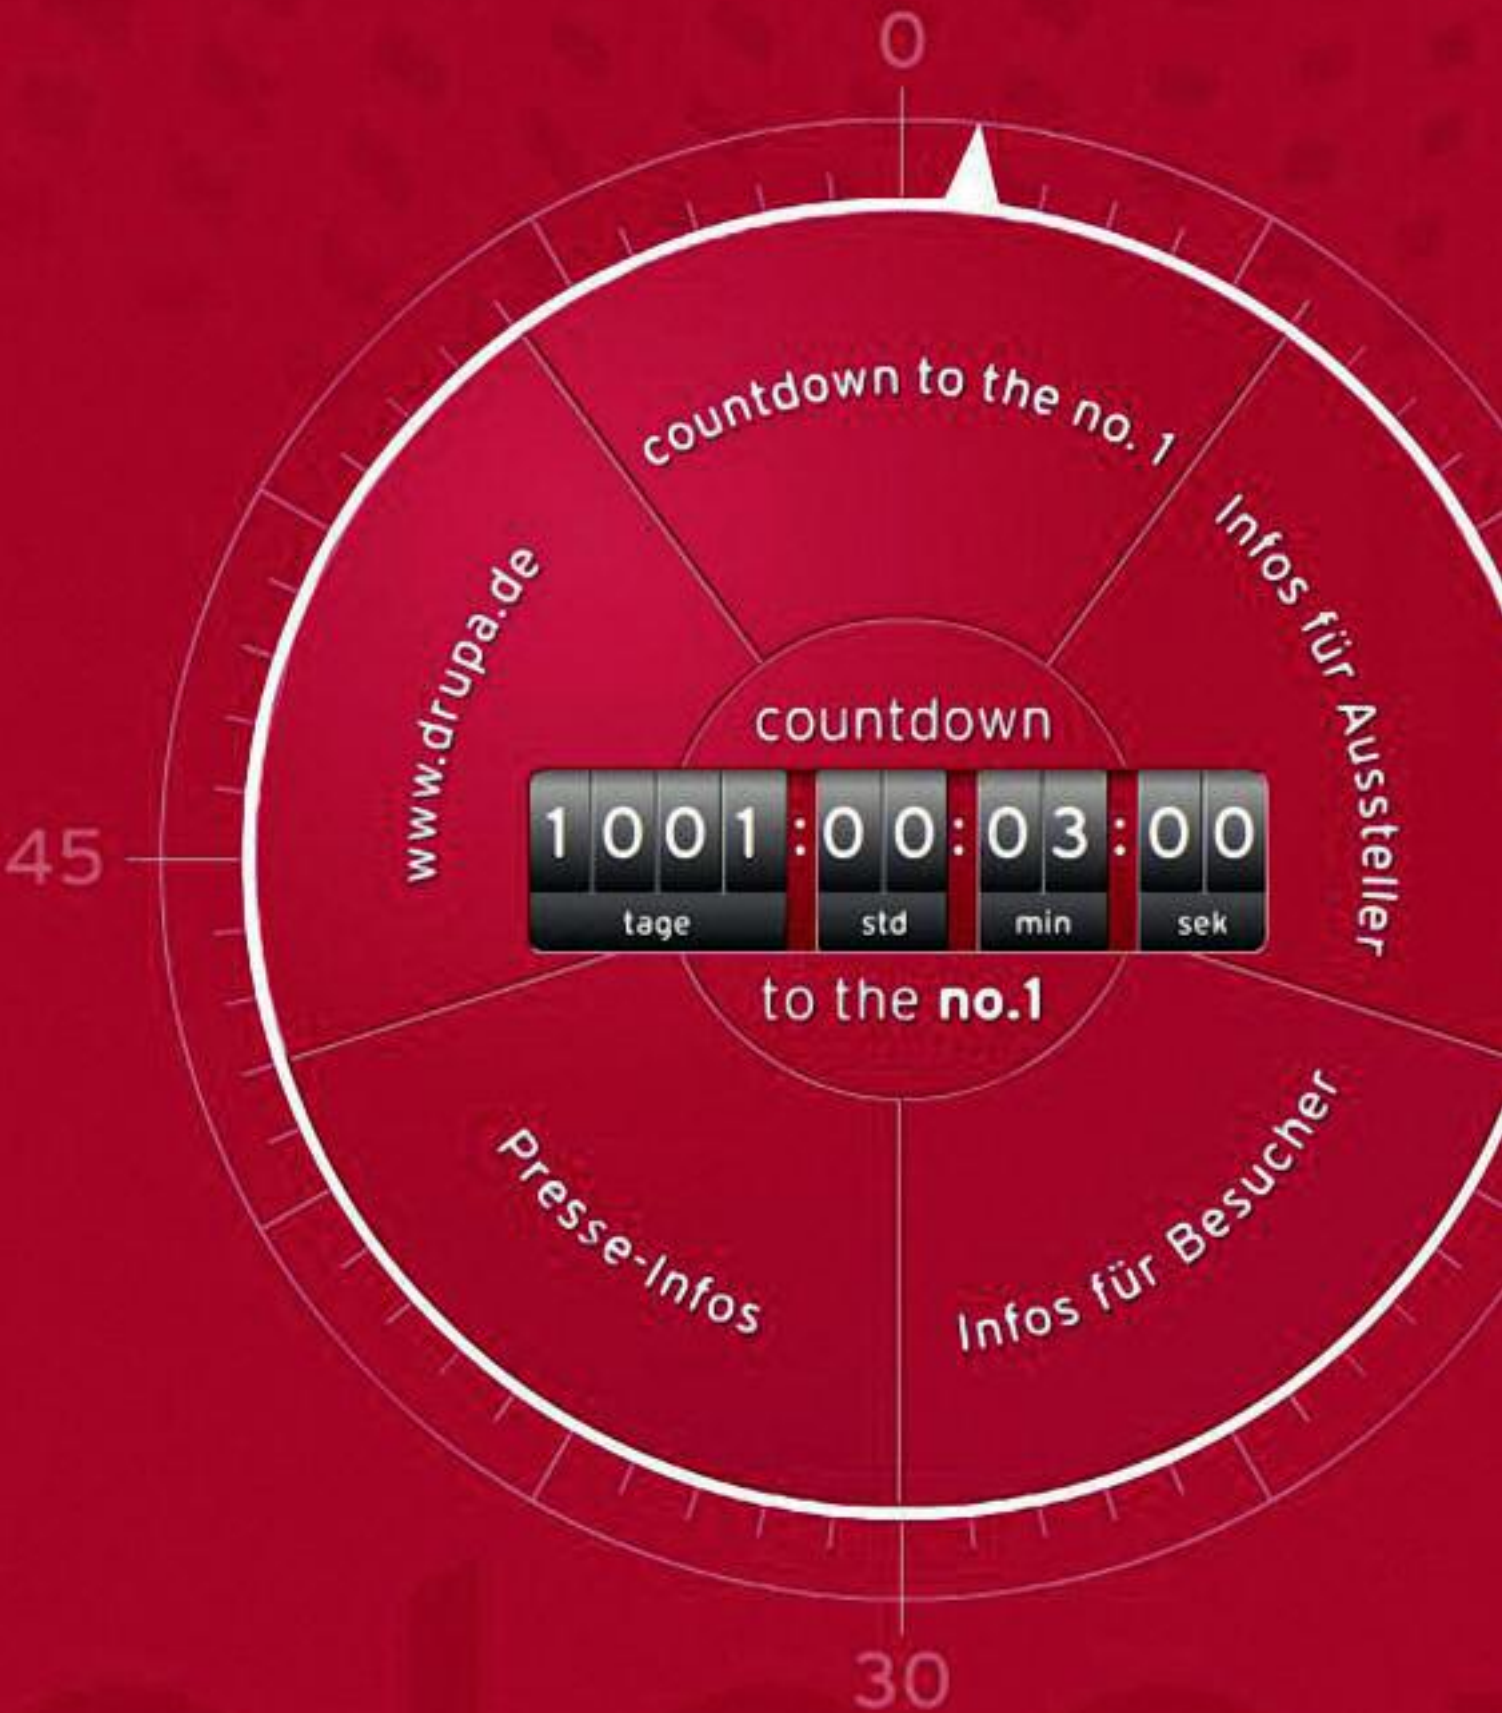 0
countdown to the no. 1
Infos für Aussteller
www.drupa.de
countdown
1001:00:03:00
tage std min sek
to the no.1
45
Presse-Infos
Infos für Besucher
30